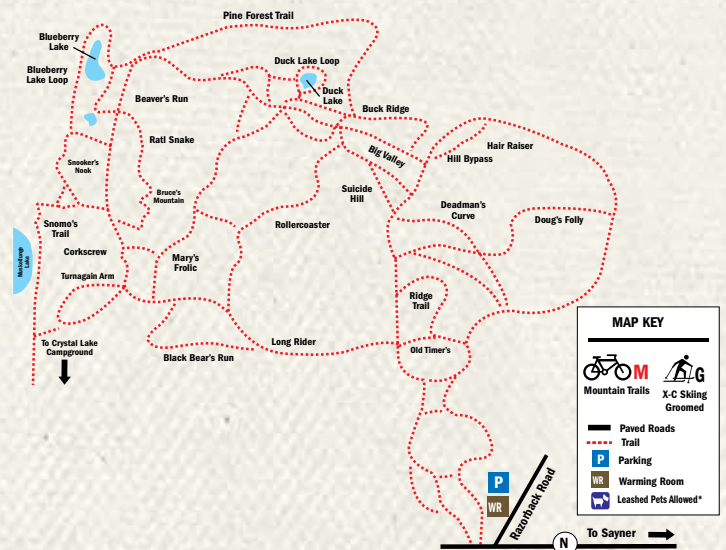 Pine Forest Trail
Blueberry
Lake
Duck Lake Loop
Blueberry
Lake Loop
Duck
Lake
Beaver's Run
Buck Ridge
Ratl Snake
Hair Raiser
Big Valley
Hill Bypass
Snooker's
Nook
Bruce's
Mountain
Suicide
Hill
Deadman's
Curve
Doug's Folly
Snomo's
Trail
Rollercoaster
Corkscrew
Mary's
Frolic
Muskellunge
Lake
Turnagain Arm
Ridge
Trail
To Crystal Lake
Campground
Black Bear's Run
Long Rider
Old Timer's
MAP KEY
M
G
Mountain Trails
X-C Skiing
Groomed
Paved Roads
Trail
P
Parking
WR
Warming Room
Leashed Pets Allowed*
P
WR
Razorback Road
N
To Sayner